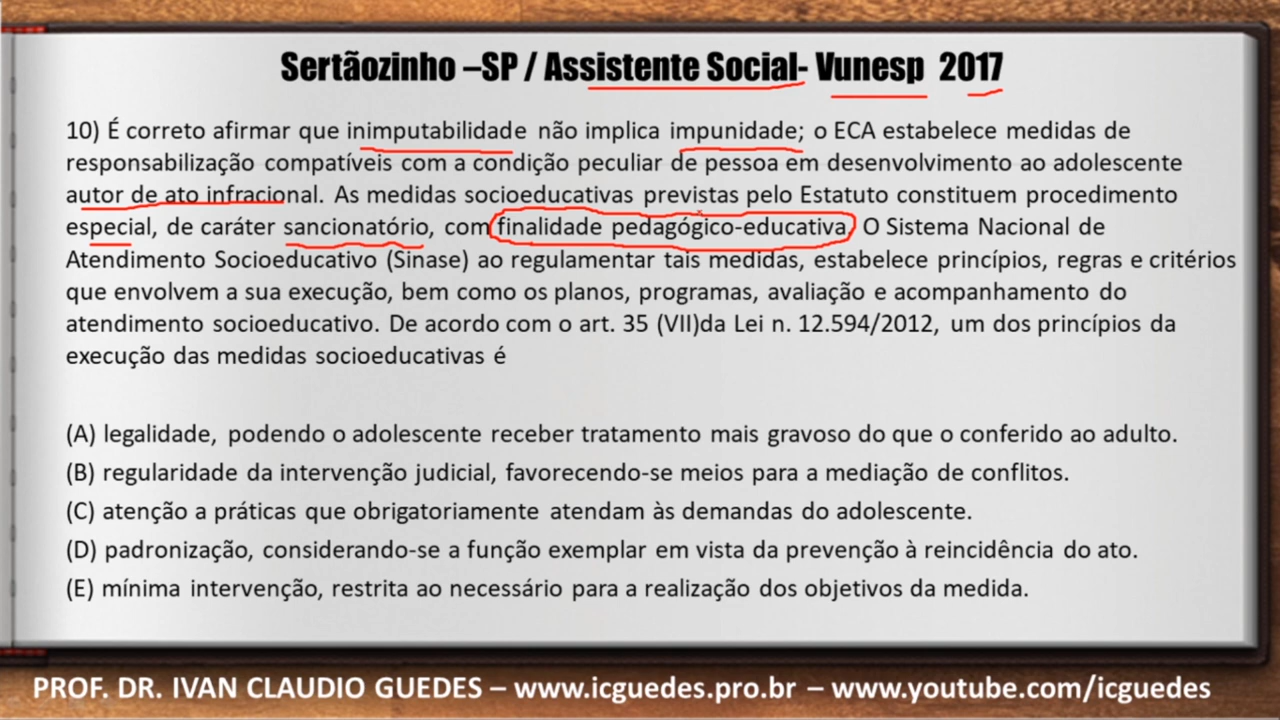 Sertãozinho –SP / Assistente Social- Vunesp 2017
10) É correto afirmar que inimputabilidade não implica impunidade; o ECA estabelece medidas de
responsabilização compatíveis com a condição peculiar de pessoa em desenvolvimento ao adolescente
autor de ato infracional. As medidas socioeducativas previstas pelo Estatuto constituem procedimento
especial, de caráter sancionatório, com finalidade pedagógico-educativa. O Sistema Nacional de
Atendimento Socioeducativo (Sinase) ao regulamentar tais medidas, estabelece princípios, regras e critérios
que envolvem a sua execução, bem como os planos, programas, avaliação e acompanhamento do
atendimento socioeducativo. De acordo com o art. 35 (VII)da Lei n. 12.594/2012, um dos princípios da
execução das medidas socioeducativas é
(A) legalidade, podendo o adolescente receber tratamento mais gravoso do que o conferido ao adulto.
(B) regularidade da intervenção judicial, favorecendo-se meios para a mediação de conflitos.
(C) atenção a práticas que obrigatoriamente atendam às demandas do adolescente.
(D) padronização, considerando-se a função exemplar em vista da prevenção à reincidência do ato.
(E) mínima intervenção, restrita ao necessário para a realização dos objetivos da medida.
PROF. DR. IVAN CLAUDIO GUEDES – www.icguedes.pro.br – www.youtube.com/icguedes